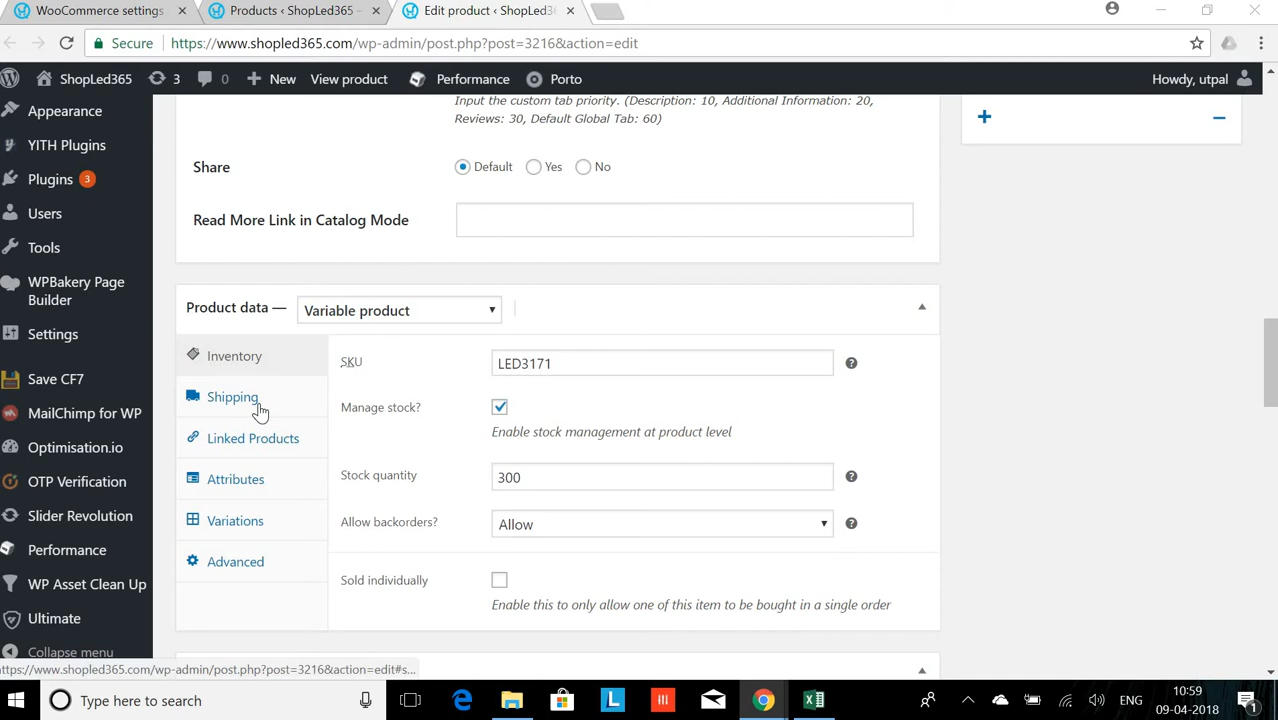 WooCommerce settings
Products ‹ ShopLed365 –
Edit product ‹ ShopLed36
Secure
https://www.shopled365.com/wp-admin/post.php?post=3216&action=edit
ShopLed365
3
0
New
View product
Performance
Porto
Howdy, utpal
Appearance
YITH Plugins
Plugins 3
Users
Tools
WPBakery Page
Builder
Settings
Save CF7
MailChimp for WP
Optimisation.io
OTP Verification
Slider Revolution
Performance
WP Asset Clean Up
Ultimate
Collapse menu
Input the custom tab priority. (Description: 10, Additional Information: 20,
Reviews: 30, Default Global Tab: 60)
Share
Default
Yes
No
Read More Link in Catalog Mode
Product data —
Variable product
Inventory
Shipping
Linked Products
Attributes
Variations
Advanced
SKU
LED3171
Manage stock?
Enable stock management at product level
Stock quantity
300
Allow backorders?
Allow
Sold individually
Enable this to only allow one of this item to be bought in a single order
https://www.shopled365.com/wp-admin/post.php?post=3216&action=edit#s...
Type here to search
ENG
10:59
09-04-2018
1